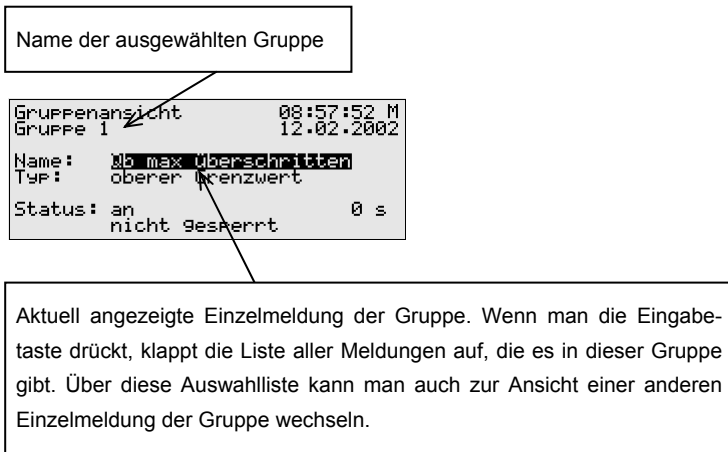 Name der ausgewählten Gruppe
Gruppenansicht 08:57:52 M
Gruppe 1 12.02.2002
Name: Qb max überschritten
Typ: oberer Grenzwert
Status: an 0 s
nicht gesperrt
Aktuell angezeigte Einzelmeldung der Gruppe. Wenn man die Eingabe-
taste drückt, klappt die Liste aller Meldungen auf, die es in dieser Gruppe
gibt. Über diese Auswahlliste kann man auch zur Ansicht einer anderen
Einzelmeldung der Gruppe wechseln.